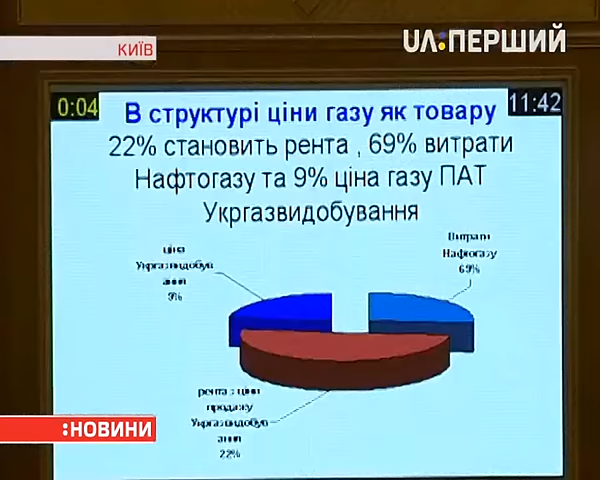 КИЇВ
UA:ПЕРШИЙ
0:04
11:42
В структурі ціни газу як товару
22% становить рента , 69% витрати
Нафтогазу та 9% ціна газу ПАТ
Укргазвидобування
ціна
Укргазвидобув
ання
9%
Витрати
Нафтогазу
69%
рента з ціни
продажу
Укргазвидобув
ання
22%
:НОВИНИ